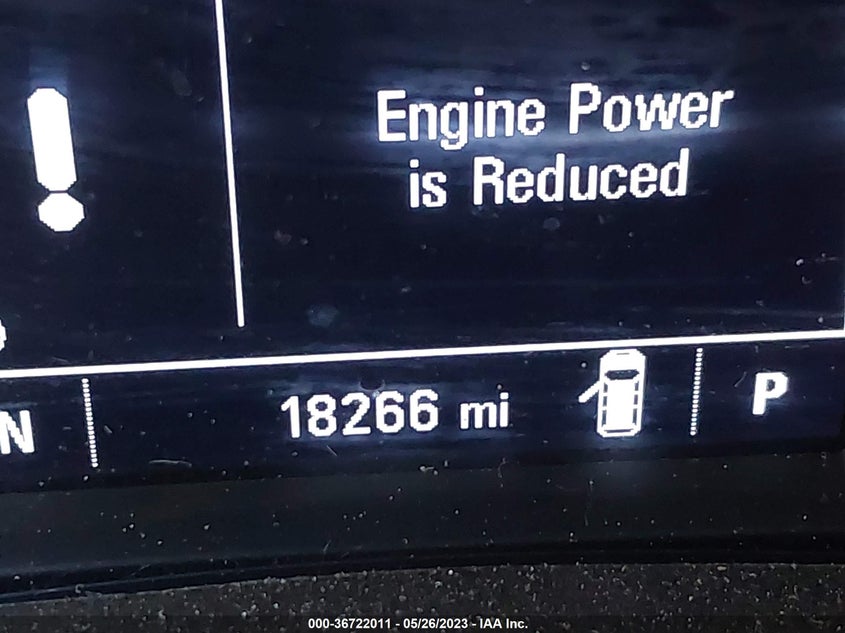 Engine Power
is Reduced
N
18266 mi
P
000-36722011 - 05/26/2023 - IAA Inc.